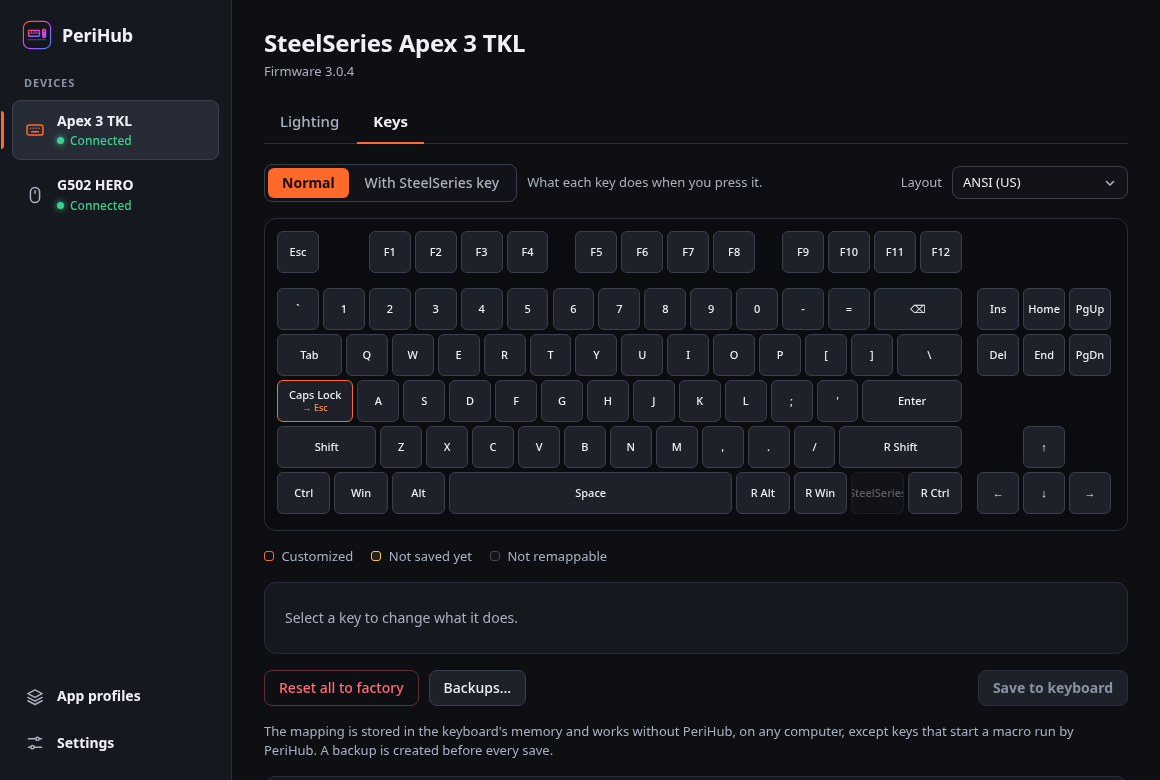 PeriHub
DEVICES
Apex 3 TKL
Connected
G502 HERO
Connected
App profiles
Settings
SteelSeries Apex 3 TKL
Firmware 3.0.4
Lighting Keys
Normal With SteelSeries key What each key does when you press it. Layout ANSI (US)
Esc F1 F2 F3 F4 F5 F6 F7 F8 F9 F10 F11 F12
` 1 2 3 4 5 6 7 8 9 0 - = ⌫ Ins Home PgUp
Tab Q W E R T Y U I O P [ ] \ Del End PgDn
Caps Lock A S D F G H J K L ; ' Enter
→ Esc
Shift Z X C V B N M , . / R Shift ↑
Ctrl Win Alt Space R Alt R Win SteelSeries R Ctrl ← ↓ →
Customized Not saved yet Not remappable
Select a key to change what it does.
Reset all to factory Backups... Save to keyboard
The mapping is stored in the keyboard's memory and works without PeriHub, on any computer, except keys that start a macro run by
PeriHub. A backup is created before every save.